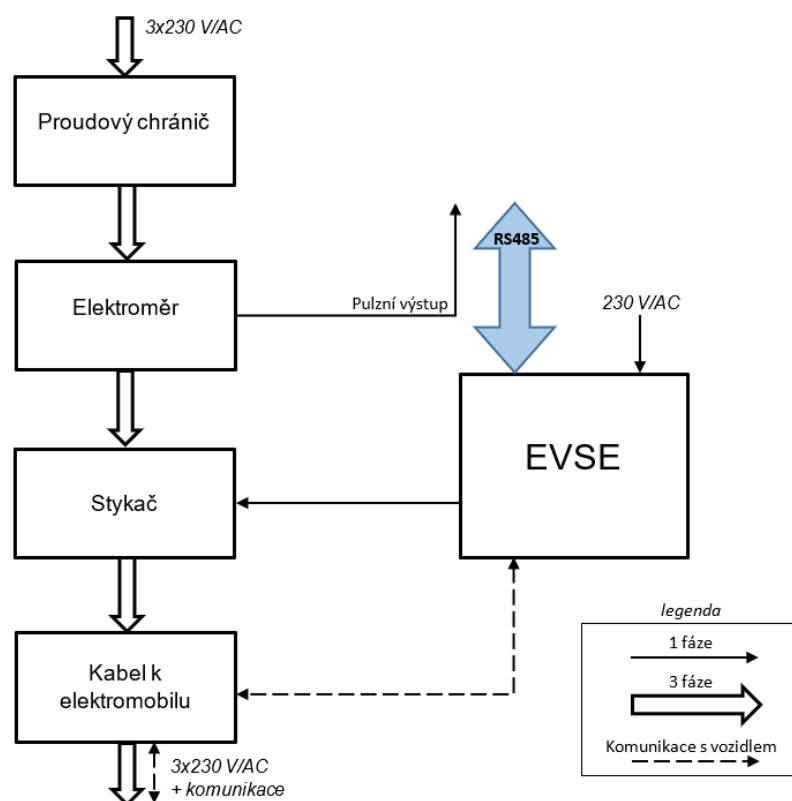 3x230 V/AC
Proudový chránič
RS485
Elektroměr
Pulzní výstup
230 V/AC
EVSE
Stykač
legenda
1 fáze
3 fáze
Kabel k
elektromobilu
Komunikace s vozidlem
3x230 V/AC
+ komunikace